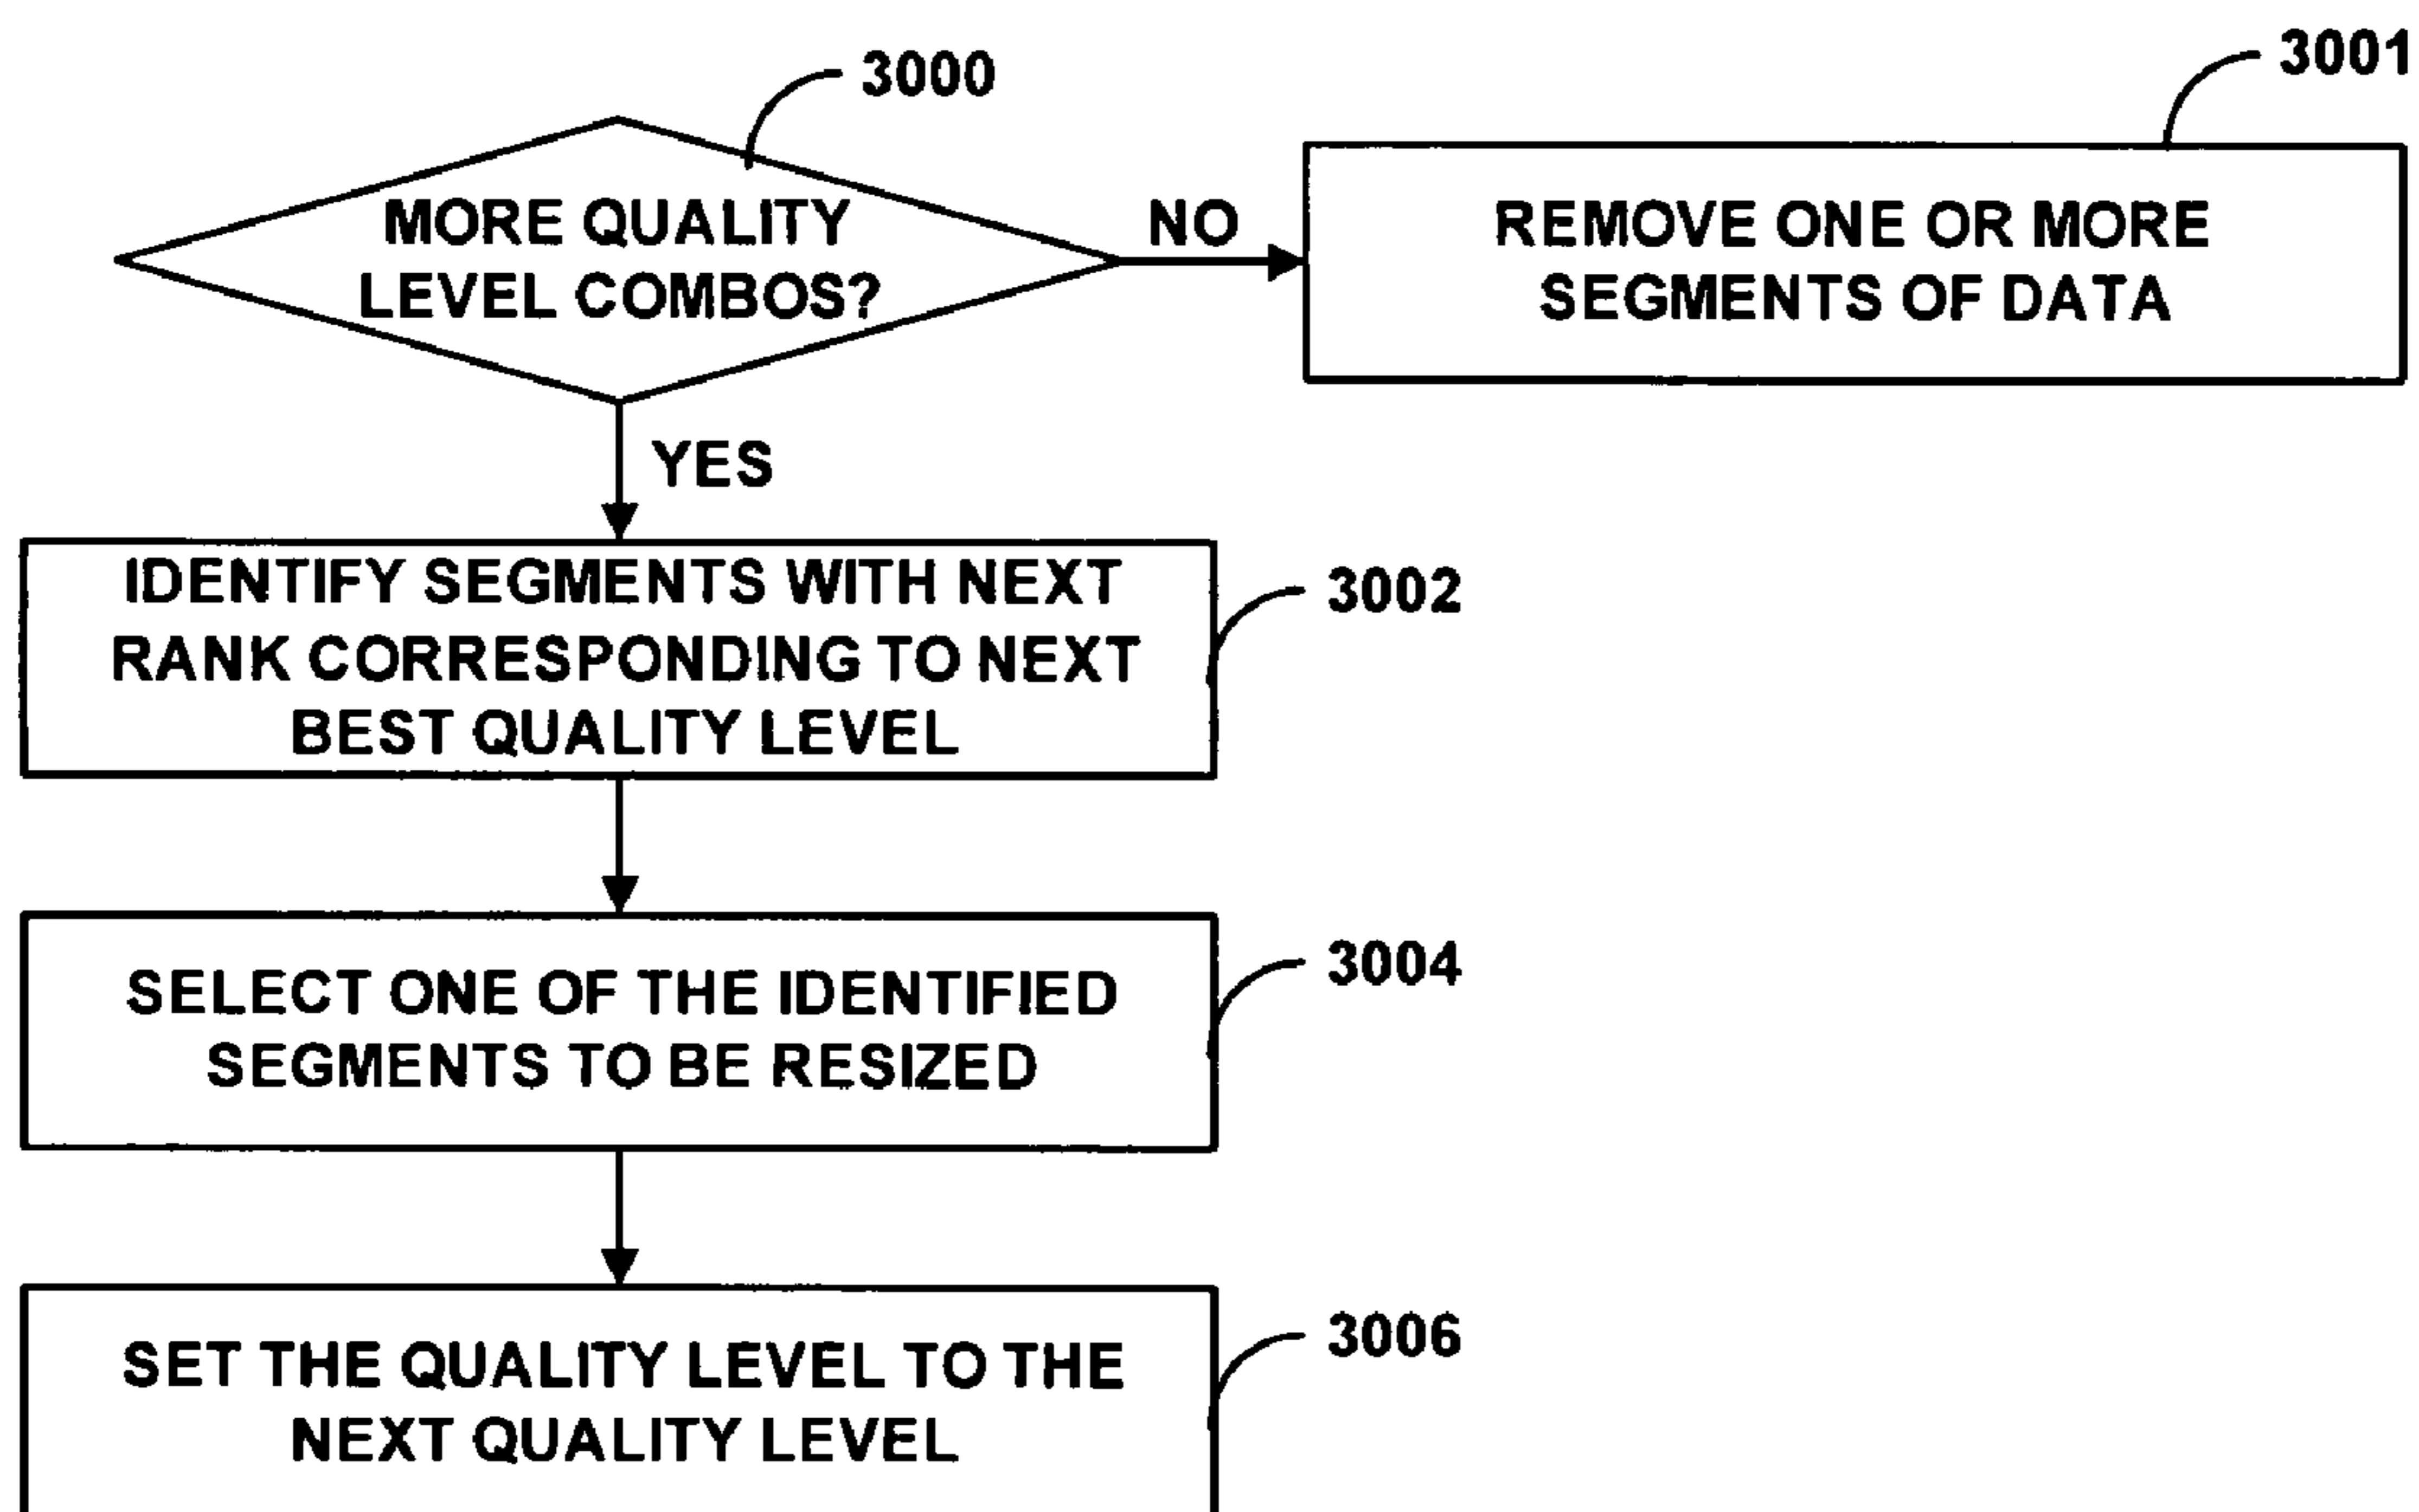 3000
3001
MORE QUALITY
LEVEL COMBOS?
NO
REMOVE ONE OR MORE
SEGMENTS OF DATA
YES
IDENTIFY SEGMENTS WITH NEXT
RANK CORRESPONDING TO NEXT
BEST QUALITY LEVEL
3002
SELECT ONE OF THE IDENTIFIED
SEGMENTS TO BE RESIZED
3004
SET THE QUALITY LEVEL TO THE
NEXT QUALITY LEVEL
3006